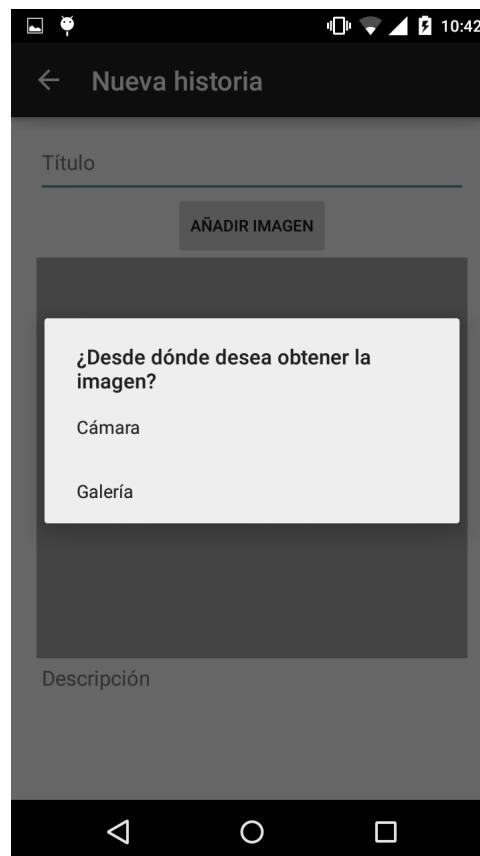 10:42
Nueva historia
Título
AÑADIR IMAGEN
¿Desde dónde desea obtener la
imagen?
Cámara
Galería
Descripción